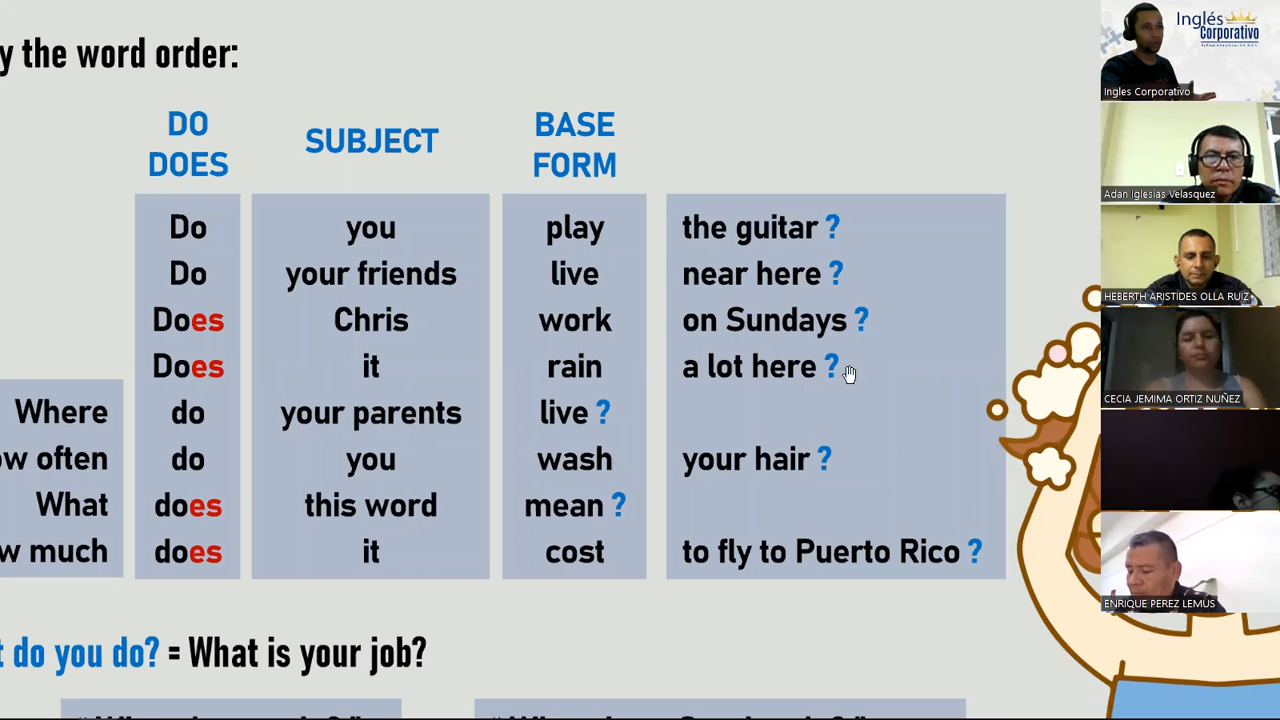 y the word order:
DO
DOES
SUBJECT
BASE
FORM
Do you play the guitar ?
Do your friends live near here ?
Does Chris work on Sundays ?
Does it rain a lot here ?
Where do your parents live ?
ow often do you wash your hair ?
What does this word mean ?
w much does it cost to fly to Puerto Rico ?
t do you do? = What is your job?
Inglés
Corporativo
Ingles Corporativo
Adan Iglesias Velasquez
HEBERTH ARISTIDES OLLA RUIZ
CECIA JEMIMA ORTIZ NUÑEZ
ENRIQUE PEREZ LEMUS